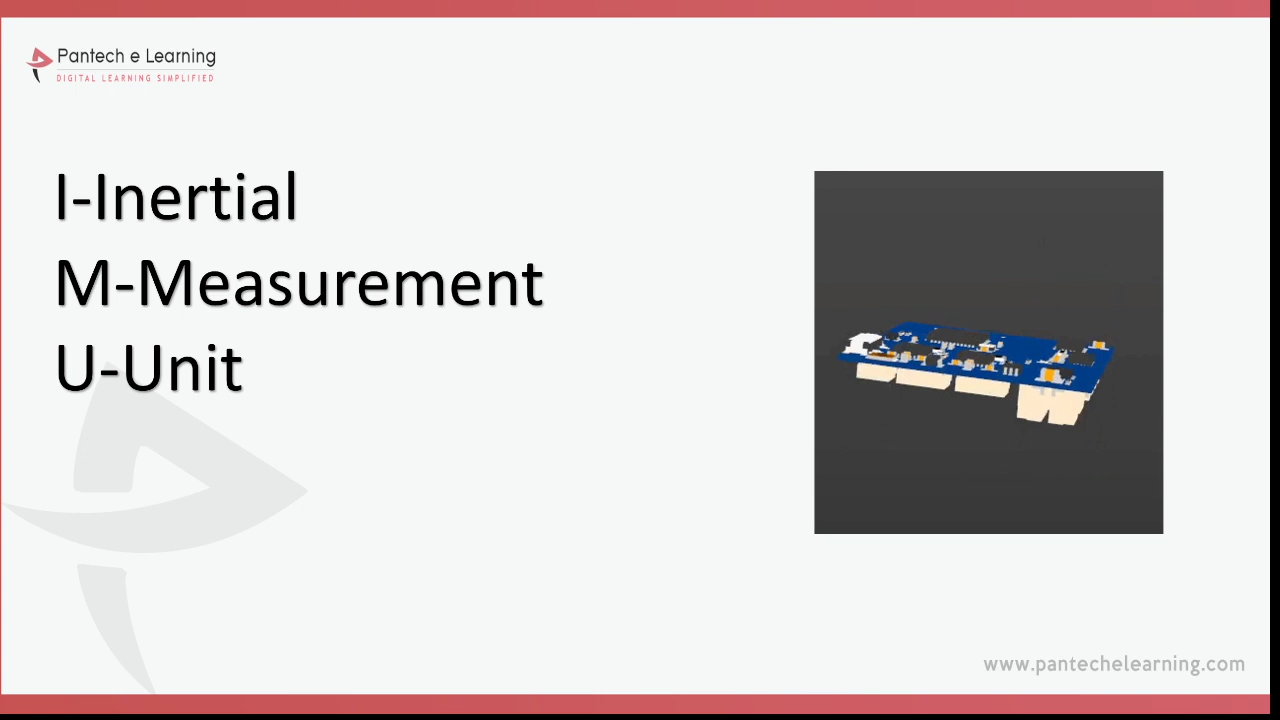 Pantech e Learning
DIGITAL LEARNING SIMPLIFIED
I-Inertial
M-Measurement
U-Unit
www.pantechelearning.com